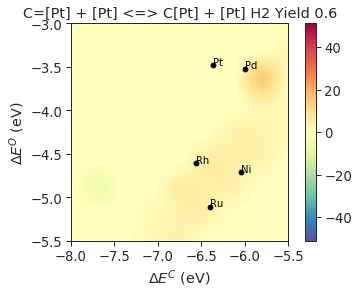 C=[Pt] + [Pt] <=> C[Pt] + [Pt] H2 Yield 0.6
−3.0
−3.5
−4.0
−4.5
−5.0
−5.5
ΔE^O (eV)
Pt
Pd
Rh
Ni
Ru
−8.0 −7.5 −7.0 −6.5 −6.0 −5.5
ΔE^C (eV)
40
20
0
−20
−40